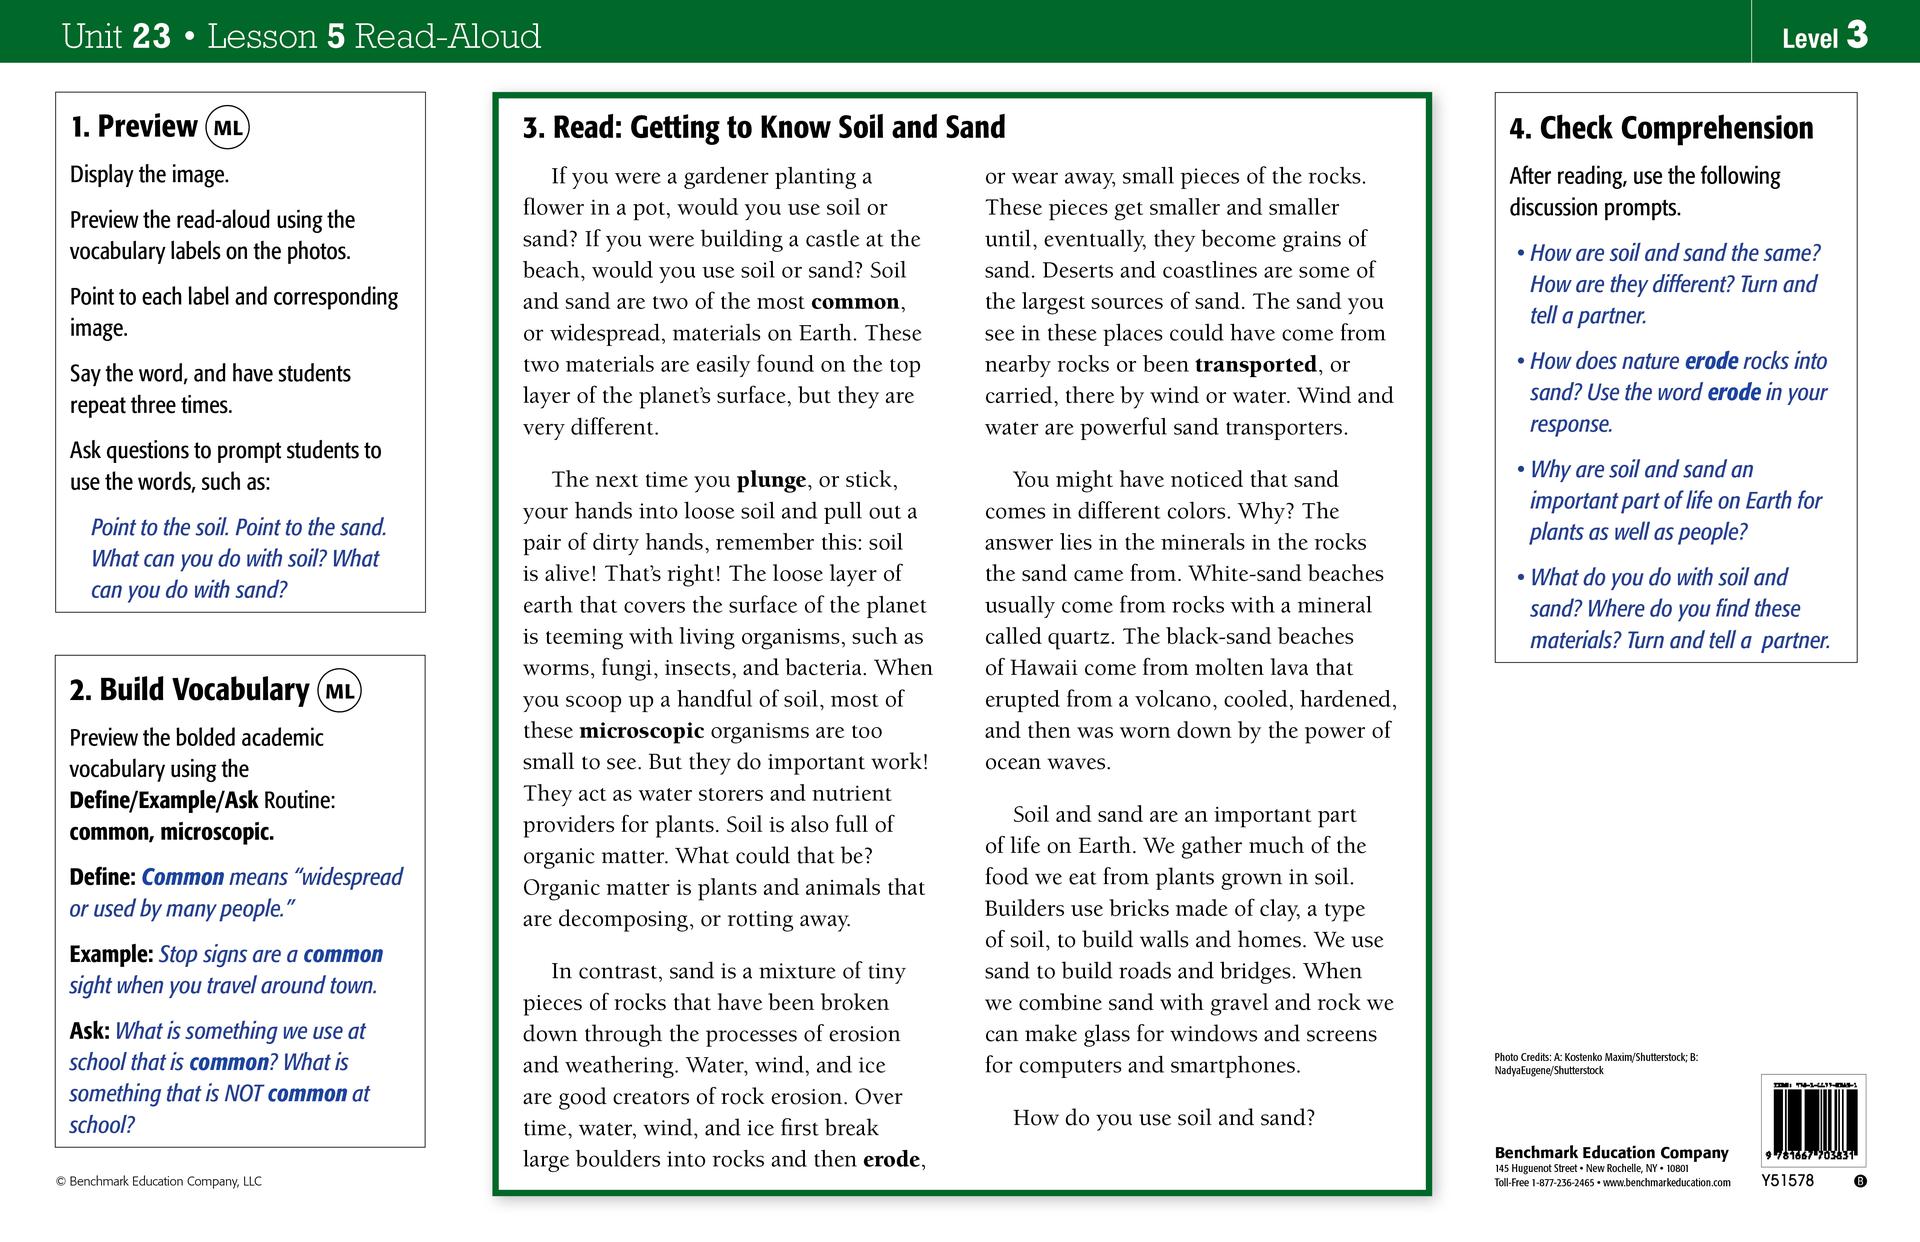 Unit 23 • Lesson 5 Read-Aloud
Level 3
1. Preview ML
Display the image.
Preview the read-aloud using the
vocabulary labels on the photos.
Point to each label and corresponding
image.
Say the word, and have students
repeat three times.
Ask questions to prompt students to
use the words, such as:
Point to the soil. Point to the sand.
What can you do with soil? What
can you do with sand?
2. Build Vocabulary ML
Preview the bolded academic
vocabulary using the
Define/Example/Ask Routine:
common, microscopic.
Define: Common means “widespread
or used by many people.”
Example: Stop signs are a common
sight when you travel around town.
Ask: What is something we use at
school that is common? What is
something that is NOT common at
school?
© Benchmark Education Company, LLC
3. Read: Getting to Know Soil and Sand
If you were a gardener planting a
flower in a pot, would you use soil or
sand? If you were building a castle at the
beach, would you use soil or sand? Soil
and sand are two of the most common,
or widespread, materials on Earth. These
two materials are easily found on the top
layer of the planet’s surface, but they are
very different.
The next time you plunge, or stick,
your hands into loose soil and pull out a
pair of dirty hands, remember this: soil
is alive! That’s right! The loose layer of
earth that covers the surface of the planet
is teeming with living organisms, such as
worms, fungi, insects, and bacteria. When
you scoop up a handful of soil, most of
these microscopic organisms are too
small to see. But they do important work!
They act as water storers and nutrient
providers for plants. Soil is also full of
organic matter. What could that be?
Organic matter is plants and animals that
are decomposing, or rotting away.
In contrast, sand is a mixture of tiny
pieces of rocks that have been broken
down through the processes of erosion
and weathering. Water, wind, and ice
are good creators of rock erosion. Over
time, water, wind, and ice first break
large boulders into rocks and then erode,
or wear away, small pieces of the rocks.
These pieces get smaller and smaller
until, eventually, they become grains of
sand. Deserts and coastlines are some of
the largest sources of sand. The sand you
see in these places could have come from
nearby rocks or been transported, or
carried, there by wind or water. Wind and
water are powerful sand transporters.
You might have noticed that sand
comes in different colors. Why? The
answer lies in the minerals in the rocks
the sand came from. White-sand beaches
usually come from rocks with a mineral
called quartz. The black-sand beaches
of Hawaii come from molten lava that
erupted from a volcano, cooled, hardened,
and then was worn down by the power of
ocean waves.
Soil and sand are an important part
of life on Earth. We gather much of the
food we eat from plants grown in soil.
Builders use bricks made of clay, a type
of soil, to build walls and homes. We use
sand to build roads and bridges. When
we combine sand with gravel and rock we
can make glass for windows and screens
for computers and smartphones.
How do you use soil and sand?
4. Check Comprehension
After reading, use the following
discussion prompts.
• How are soil and sand the same?
How are they different? Turn and
tell a partner.
• How does nature erode rocks into
sand? Use the word erode in your
response.
• Why are soil and sand an
important part of life on Earth for
plants as well as people?
• What do you do with soil and
sand? Where do you find these
materials? Turn and tell a partner.
Photo Credits: A: Kostenko Maxim/Shutterstock; B:
NadyaEugene/Shutterstock
Benchmark Education Company
145 Huguenot Street • New Rochelle, NY • 10801
Toll-Free 1-877-236-2465 • www.benchmarkeducation.com
9 781667 703831
Y51578
B